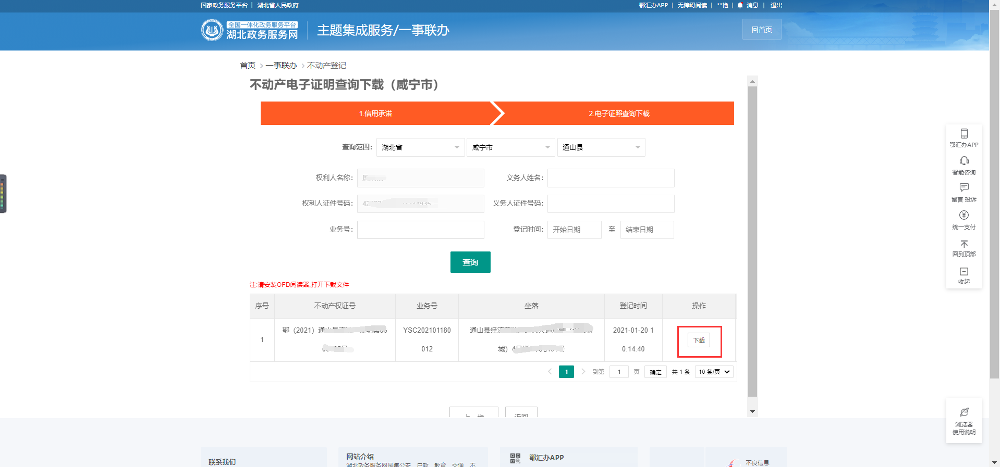 国家政务服务平台 | 湖北省人民政府
鄂汇办APP | 无障碍阅读 | **艳 | 消息 | 退出
全国一体化政务服务平台
湖北政务服务网
主题集成服务/一事联办
回首页
首页 > 一事联办 > 不动产登记
不动产电子证明查询下载（咸宁市）
1.信用承诺
2.电子证照查询下载
查询范围： 湖北省 咸宁市 通山县
权利人名称：
义务人姓名：
权利人证件号码：
义务人证件号码：
业务号：
登记时间： 开始日期 至 结束日期
查询
注:请安装OFD阅读器,打开下载文件
序号 不动产权证号 业务号 坐落 登记时间 操作
鄂（2021）通山县 YSC202101180 通山县经济 2021-01-20 1
1 下载
012 城） 0:14:40
1 到第 1 页 确定 共 1 条 10 条/页
上一步 返回
鄂汇办APP
智能咨询
留言 投诉
统一支付
回到顶部
收起
浏览器
使用说明
联系我们
网站介绍
湖北政务服务网是集公安、户政、教育、交通、不
鄂汇办APP
不良信息